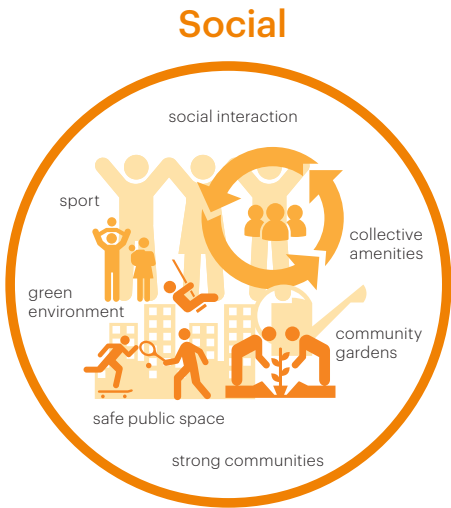 Social
social interaction
sport
collective
amenities
green
environment
community
gardens
safe public space
strong communities